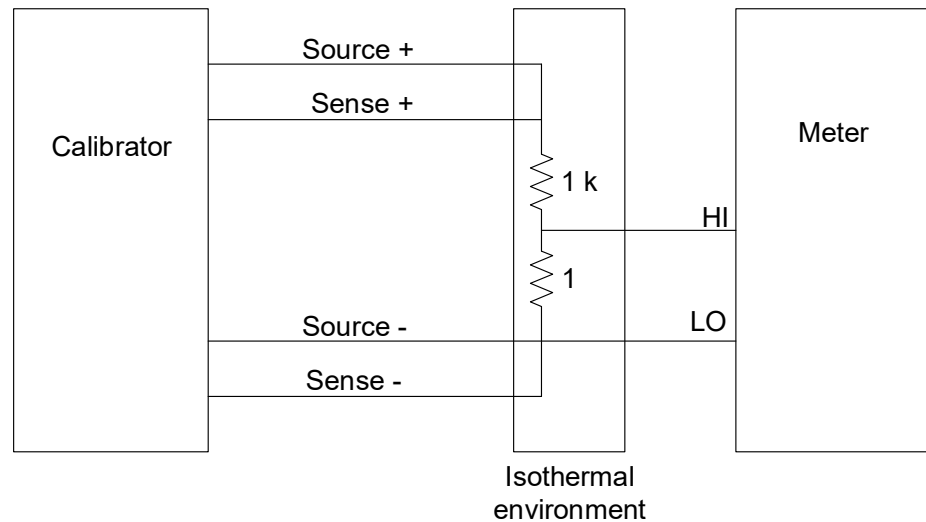 Source +
Sense +
Calibrator
Meter
1 k
HI
1
LO
Source -
Sense -
Isothermal
environment